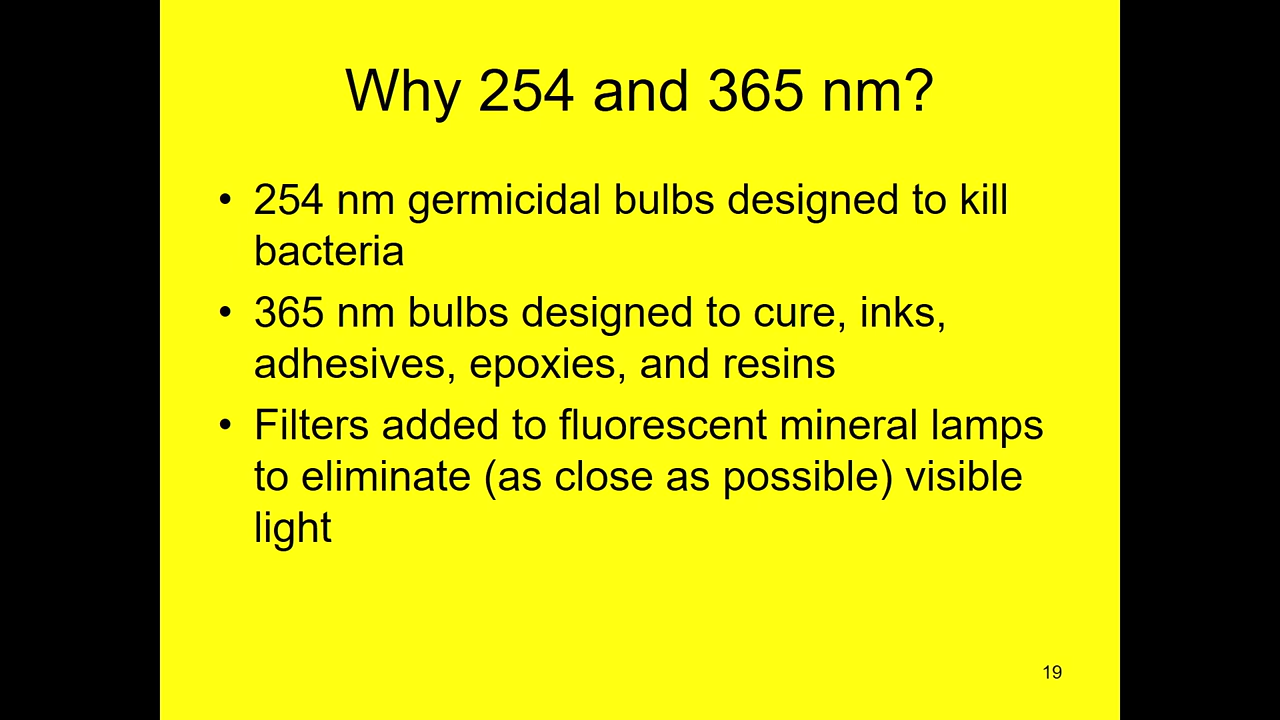 Why 254 and 365 nm?
• 254 nm germicidal bulbs designed to kill
bacteria
• 365 nm bulbs designed to cure, inks,
adhesives, epoxies, and resins
• Filters added to fluorescent mineral lamps
to eliminate (as close as possible) visible
light
19